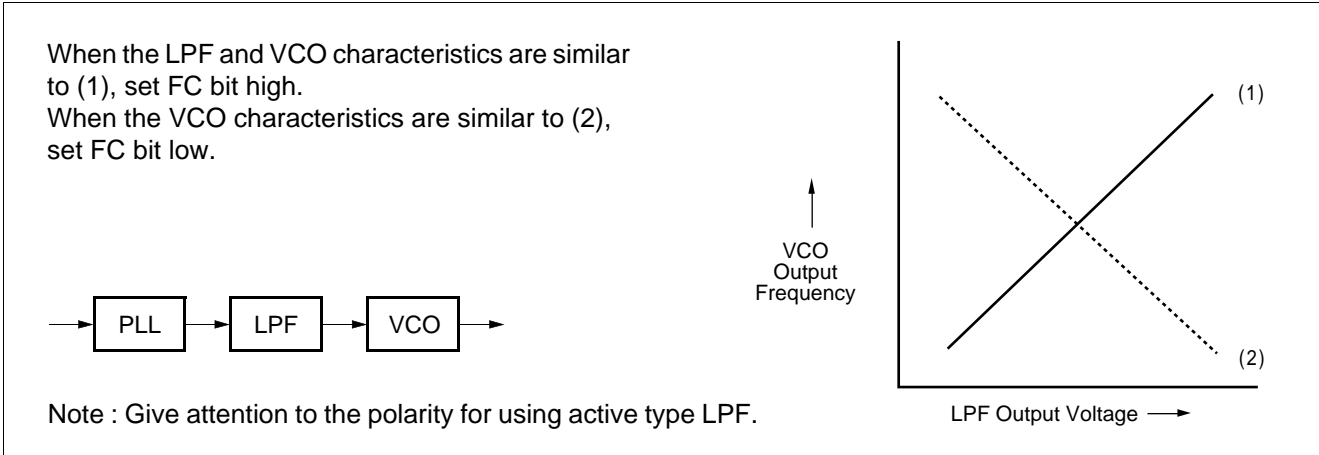 When the LPF and VCO characteristics are similar
to (1), set FC bit high.
When the VCO characteristics are similar to (2),
set FC bit low.
PLL
LPF
VCO
Note : Give attention to the polarity for using active type LPF.
(1)
VCO
Output
Frequency
(2)
LPF Output Voltage